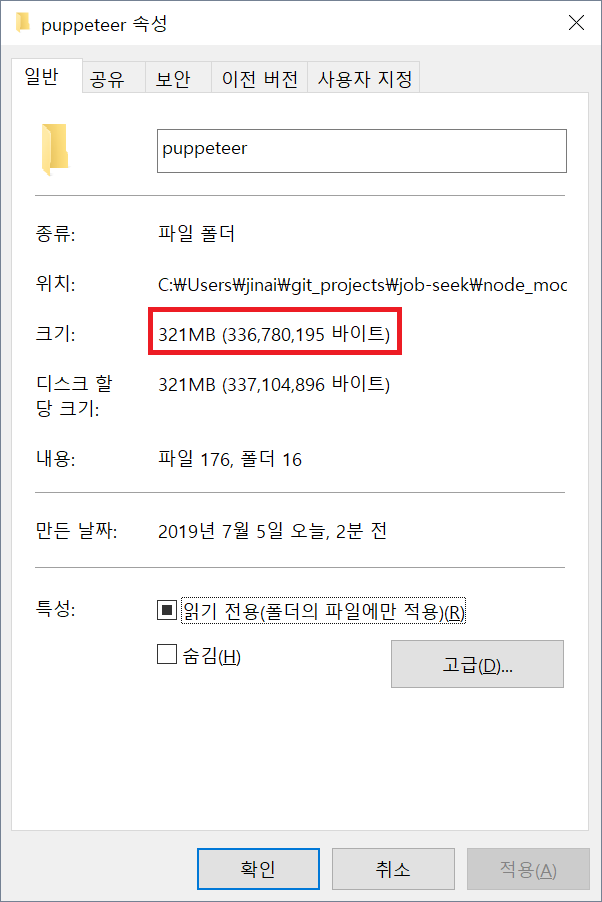 puppeteer 속성
일반 공유 보안 이전 버전 사용자 지정
puppeteer
종류: 파일 폴더
위치: C:₩Users₩jinai₩git_projects₩job-seek₩node_moc
크기: 321MB (336,780,195 바이트)
디스크 할 321MB (337,104,896 바이트)
당 크기:
내용: 파일 176, 폴더 16
만든 날짜: 2019년 7월 5일 오늘, 2분 전
특성: 읽기 전용(폴더의 파일에만 적용)(R)
숨김(H)
고급(D)...
확인 취소 적용(A)